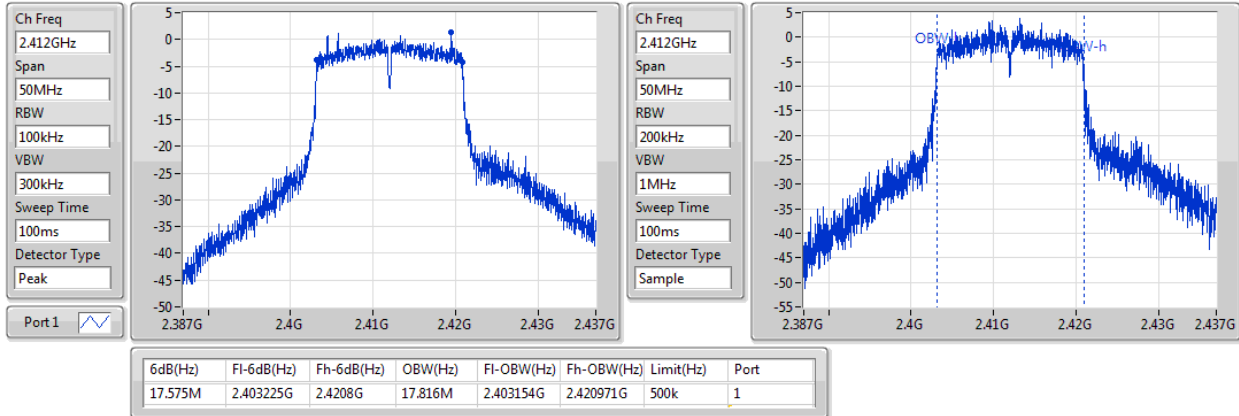 Ch Freq
2.412GHz
Span
50MHz
RBW
100kHz
VBW
300kHz
Sweep Time
100ms
Detector Type
Peak
Port 1
5-
0-
-5-
-10-
-15-
-20-
-25-
-30-
-35-
-40-
-45-
-50-
2.387G 2.4G 2.41G 2.42G 2.43G 2.437G
Ch Freq
2.412GHz
Span
50MHz
RBW
200kHz
VBW
1MHz
Sweep Time
100ms
Detector Type
Sample
5-
0-
-5-
-10-
-15-
-20-
-25-
-30-
-35-
-40-
-45-
-50-
-55-
2.387G 2.4G 2.41G 2.42G 2.43G 2.437G
6dB(Hz) Fl-6dB(Hz) Fh-6dB(Hz) OBW(Hz) Fl-OBW(Hz) Fh-OBW(Hz) Limit(Hz) Port
17.575M 2.403225G 2.4208G 17.816M 2.403154G 2.420971G 500k 1